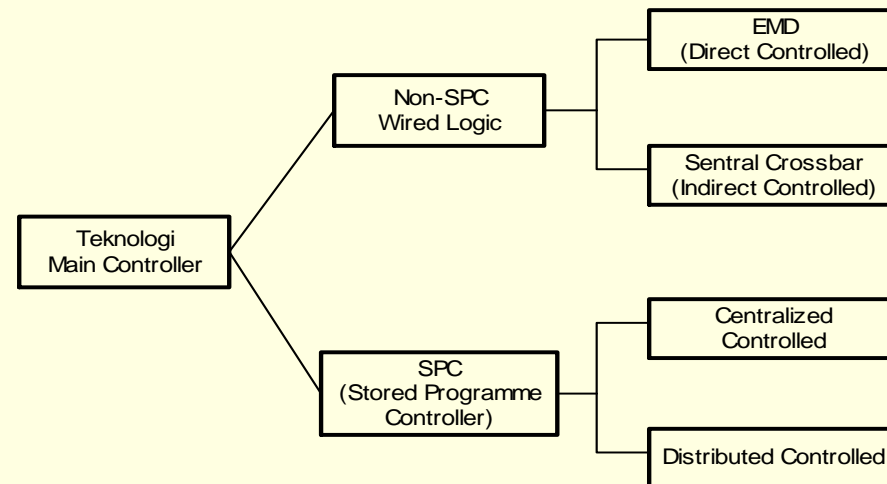 EMD
(Direct Controlled)
Non-SPC
Wired Logic
Sentral Crossbar
(Indirect Controlled)
Teknologi
Main Controller
Centralized
Controlled
SPC
(Stored Programme
Controller)
Distributed Controlled